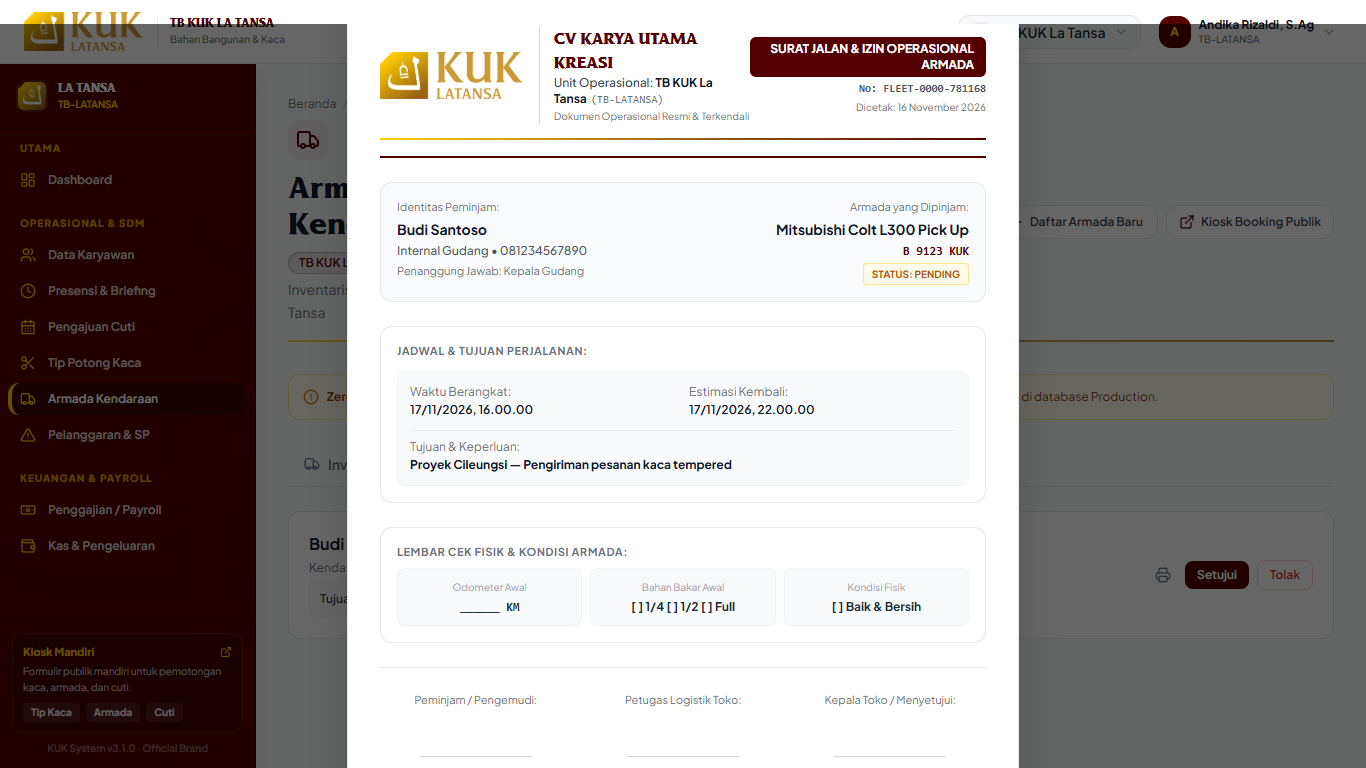 KUK
LATANSA
TB KUK LA TANSA
Bahan Bangunan & Kaca
KUK La Tansa
A
Andika Rizaldi, S.Ag
TB-LATANSA
LA TANSA
TB-LATANSA
UTAMA
Dashboard
OPERASIONAL & SDM
Data Karyawan
Presensi & Briefing
Pengajuan Cuti
Tip Potong Kaca
Armada Kendaraan
Pelanggaran & SP
KEUANGAN & PAYROLL
Penggajian / Payroll
Kas & Pengeluaran
Kiosk Mandiri
Formulir publik mandiri untuk pemotongan
kaca, armada, dan cuti.
Tip Kaca
Armada
Cuti
KUK System v3.1.0 · Official Brand
Beranda /
Arm
Ken
TB KUK L
Inventaris
Tansa
Daftar Armada Baru
Kiosk Booking Publik
Zer
di database Production.
Inv
Budi
Kenda
Tujua
Setujui
Tolak
KUK
LATANSA
CV KARYA UTAMA
KREASI
Unit Operasional: TB KUK La
Tansa (TB-LATANSA)
Dokumen Operasional Resmi & Terkendali
SURAT JALAN & IZIN OPERASIONAL
ARMADA
No: FLEET-0000-781168
Dicetak: 16 November 2026
Identitas Peminjam:
Budi Santoso
Internal Gudang • 081234567890
Penanggung Jawab: Kepala Gudang
Armada yang Dipinjam:
Mitsubishi Colt L300 Pick Up
B 9123 KUK
STATUS: PENDING
JADWAL & TUJUAN PERJALANAN:
Waktu Berangkat:
17/11/2026, 16.00.00
Estimasi Kembali:
17/11/2026, 22.00.00
Tujuan & Keperluan:
Proyek Cileungsi — Pengiriman pesanan kaca tempered
LEMBAR CEK FISIK & KONDISI ARMADA:
Odometer Awal
______ KM
Bahan Bakar Awal
[ ] 1/4 [ ] 1/2 [ ] Full
Kondisi Fisik
[ ] Baik & Bersih
Peminjam / Pengemudi:
Petugas Logistik Toko:
Kepala Toko / Menyetujui: